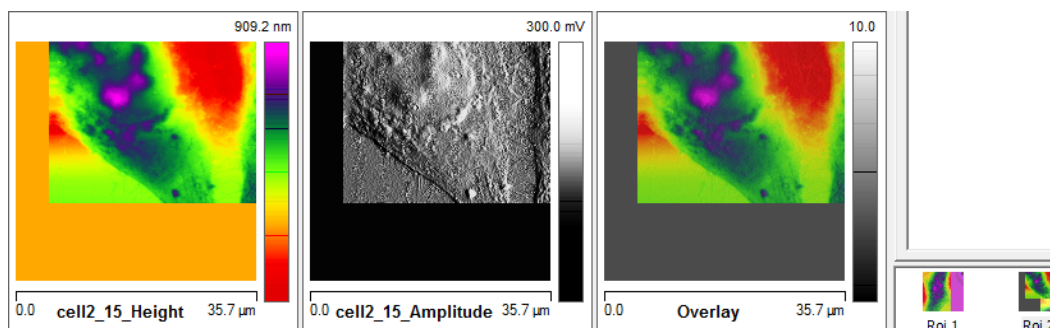 909.2 nm
300.0 mV
10.0
0.0 cell2_15_Height 35.7 µm
0.0 cell2_15_Amplitude 35.7 µm
0.0 Overlay 35.7 µm
Roi 1
Roi